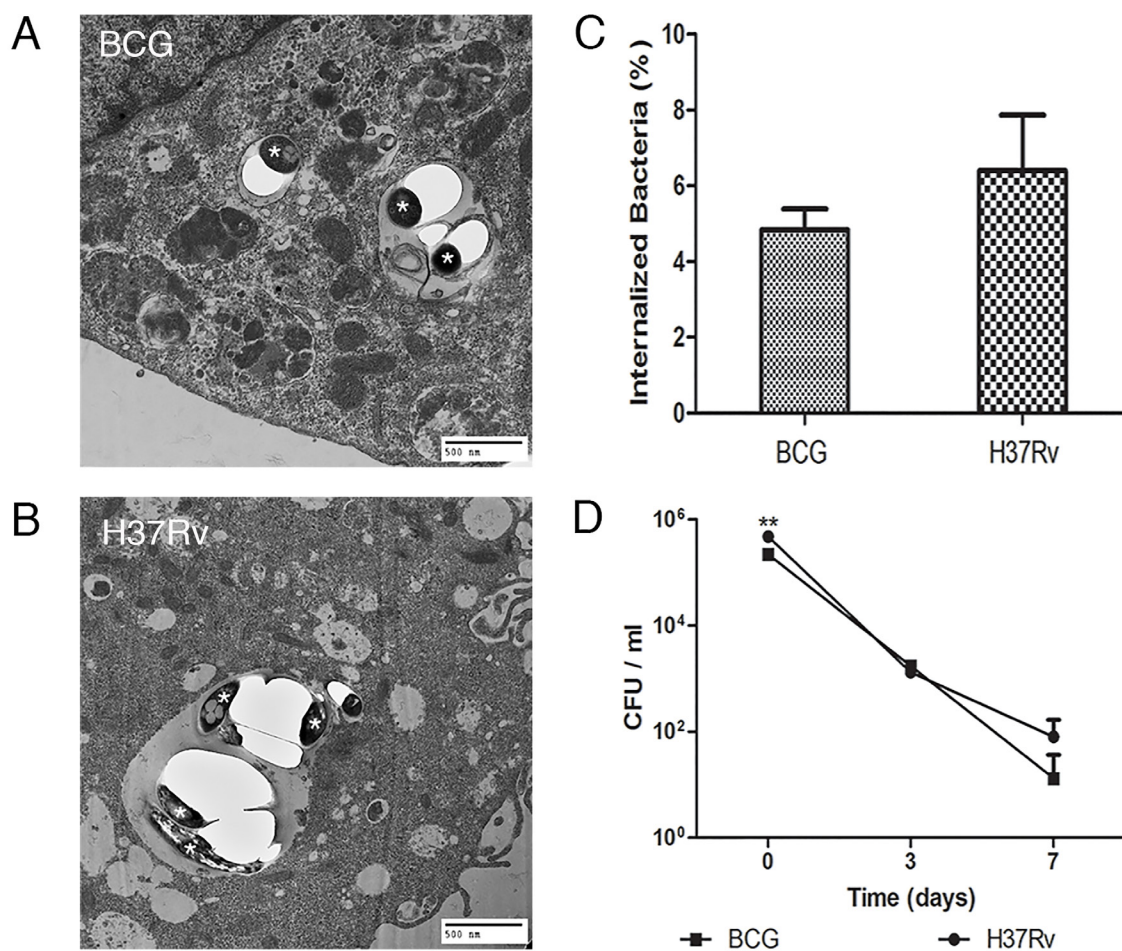 A
BCG
*
*
*
500 nm
B
H37Rv
*
*
*
*
500 nm
C
Internalized Bacteria (%)
10
8
6
4
2
0
BCG
H37Rv
D
**
CFU / ml
10⁶
10⁴
10²
10⁰
0
3
7
Time (days)
BCG
H37Rv